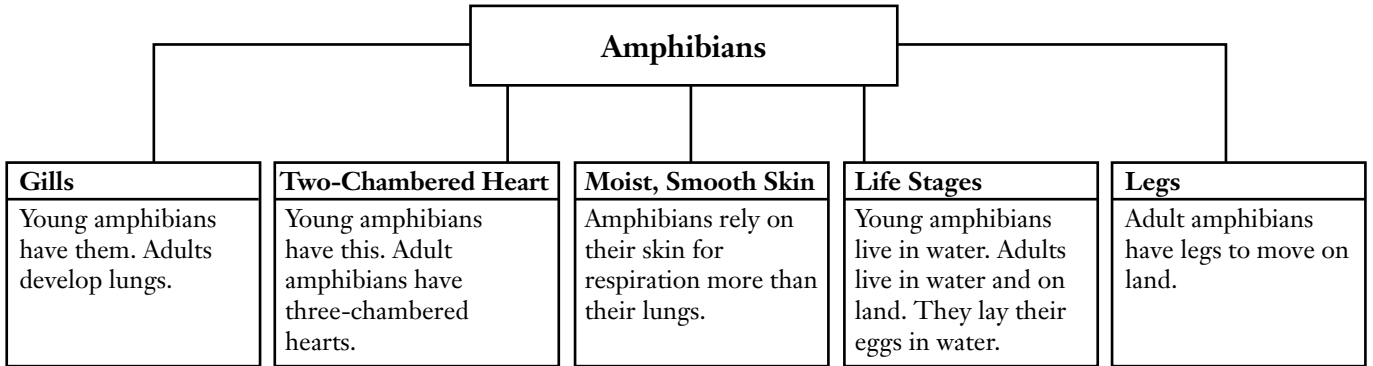 Amphibians
Gills
Young amphibians
have them. Adults
develop lungs.
Two-Chambered Heart
Young amphibians
have this. Adult
amphibians have
three-chambered
hearts.
Moist, Smooth Skin
Amphibians rely on
their skin for
respiration more than
their lungs.
Life Stages
Young amphibians
live in water. Adults
live in water and on
land. They lay their
eggs in water.
Legs
Adult amphibians
have legs to move on
land.